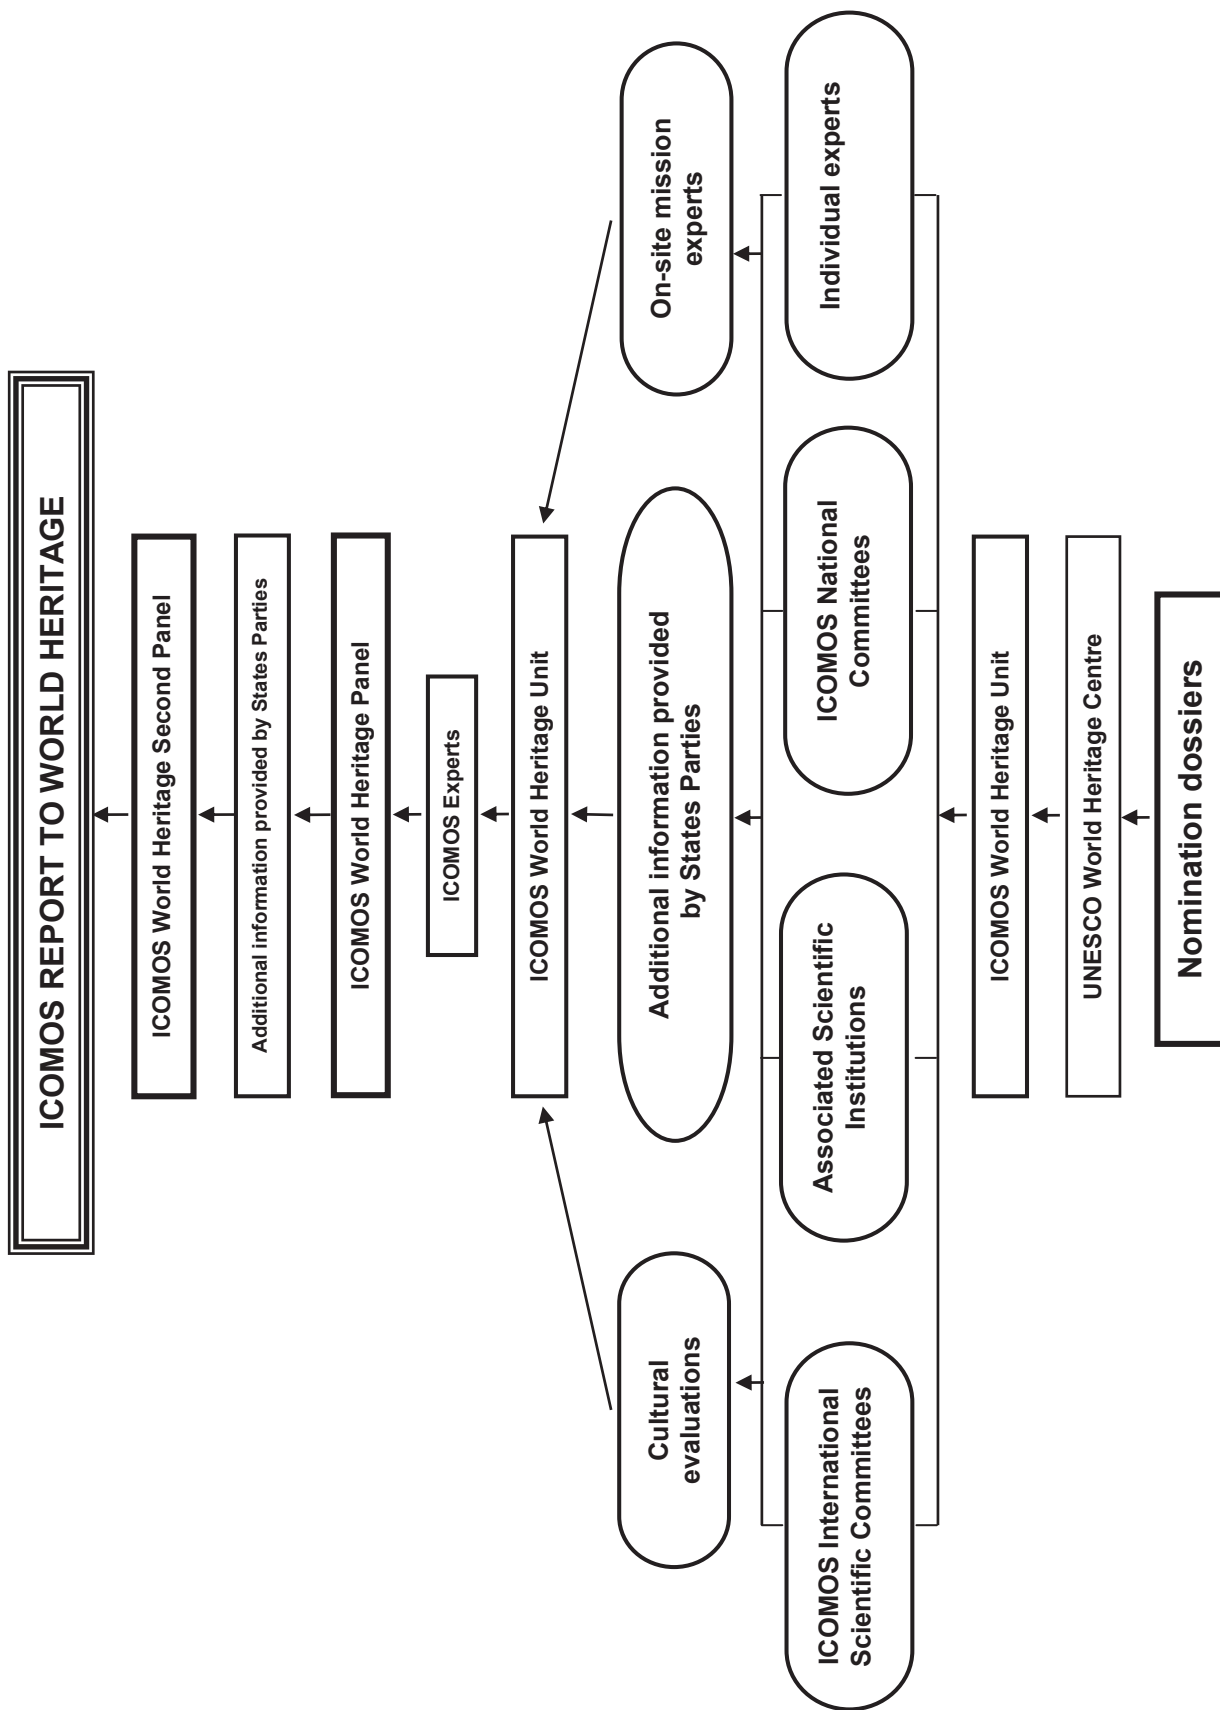 ICOMOS REPORT TO WORLD HERITAGE
ICOMOS World Heritage Second Panel
Additional information provided by States Parties
ICOMOS World Heritage Panel
ICOMOS Experts
ICOMOS World Heritage Unit
Cultural
evaluations
Additional information provided
by States Parties
On-site mission
experts
ICOMOS International
Scientific Committees
Associated Scientific
Institutions
ICOMOS National
Committees
Individual experts
ICOMOS World Heritage Unit
UNESCO World Heritage Centre
Nomination dossiers